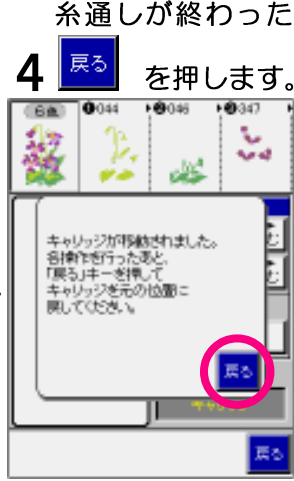 糸通しが終わった
4 戻る を押します。
6色 ❶044 ❷046 ❸347
キャリッジが移動されました。
各操作を行ったあと、
「戻る」キーを押して
キャリッジを元の位置に
戻してください。
む
む
戻る
戻る